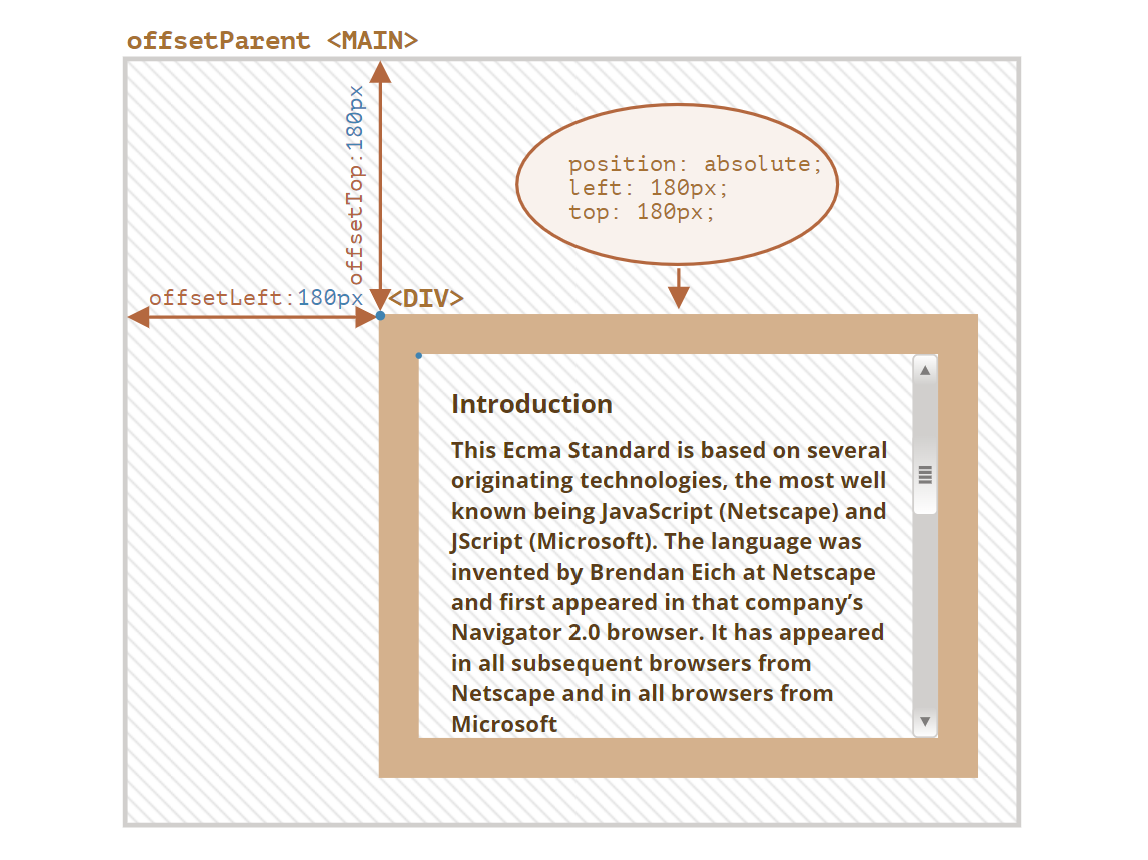 offsetParent <MAIN>
offsetTop:180px
position: absolute;
left: 180px;
top: 180px;
offsetLeft:180px
<DIV>
Introduction
This Ecma Standard is based on several
originating technologies, the most well
known being JavaScript (Netscape) and
JScript (Microsoft). The language was
invented by Brendan Eich at Netscape
and first appeared in that company’s
Navigator 2.0 browser. It has appeared
in all subsequent browsers from
Netscape and in all browsers from
Microsoft